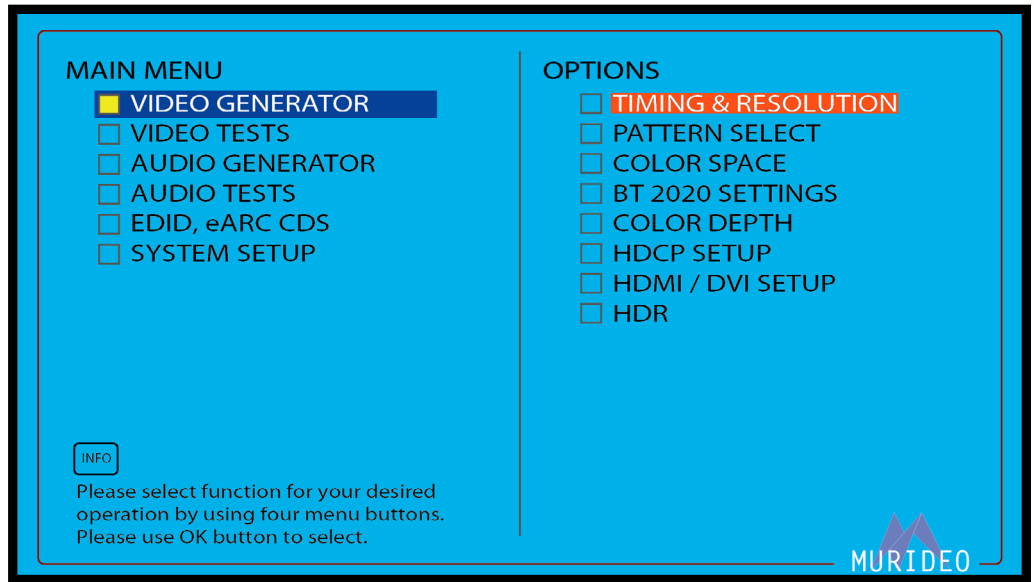 MAIN MENU
VIDEO GENERATOR
VIDEO TESTS
AUDIO GENERATOR
AUDIO TESTS
EDID, eARC CDS
SYSTEM SETUP
INFO
Please select function for your desired
operation by using four menu buttons.
Please use OK button to select.
OPTIONS
TIMING & RESOLUTION
PATTERN SELECT
COLOR SPACE
BT 2020 SETTINGS
COLOR DEPTH
HDCP SETUP
HDMI / DVI SETUP
HDR
MURIDEO